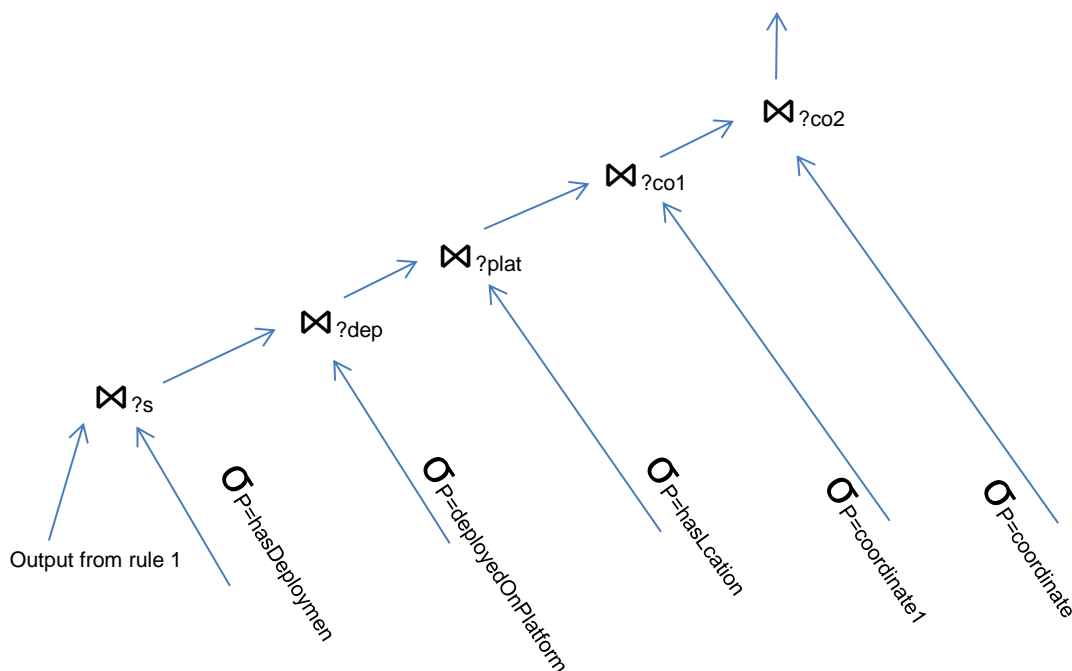 ⋈ ?co2
⋈ ?co1
⋈ ?plat
⋈ ?dep
⋈ ?s
Output from rule 1
σP=hasDeploymen
σP=deployedOnPlatform
σP=hasLcation
σP=coordinate1
σP=coordinate